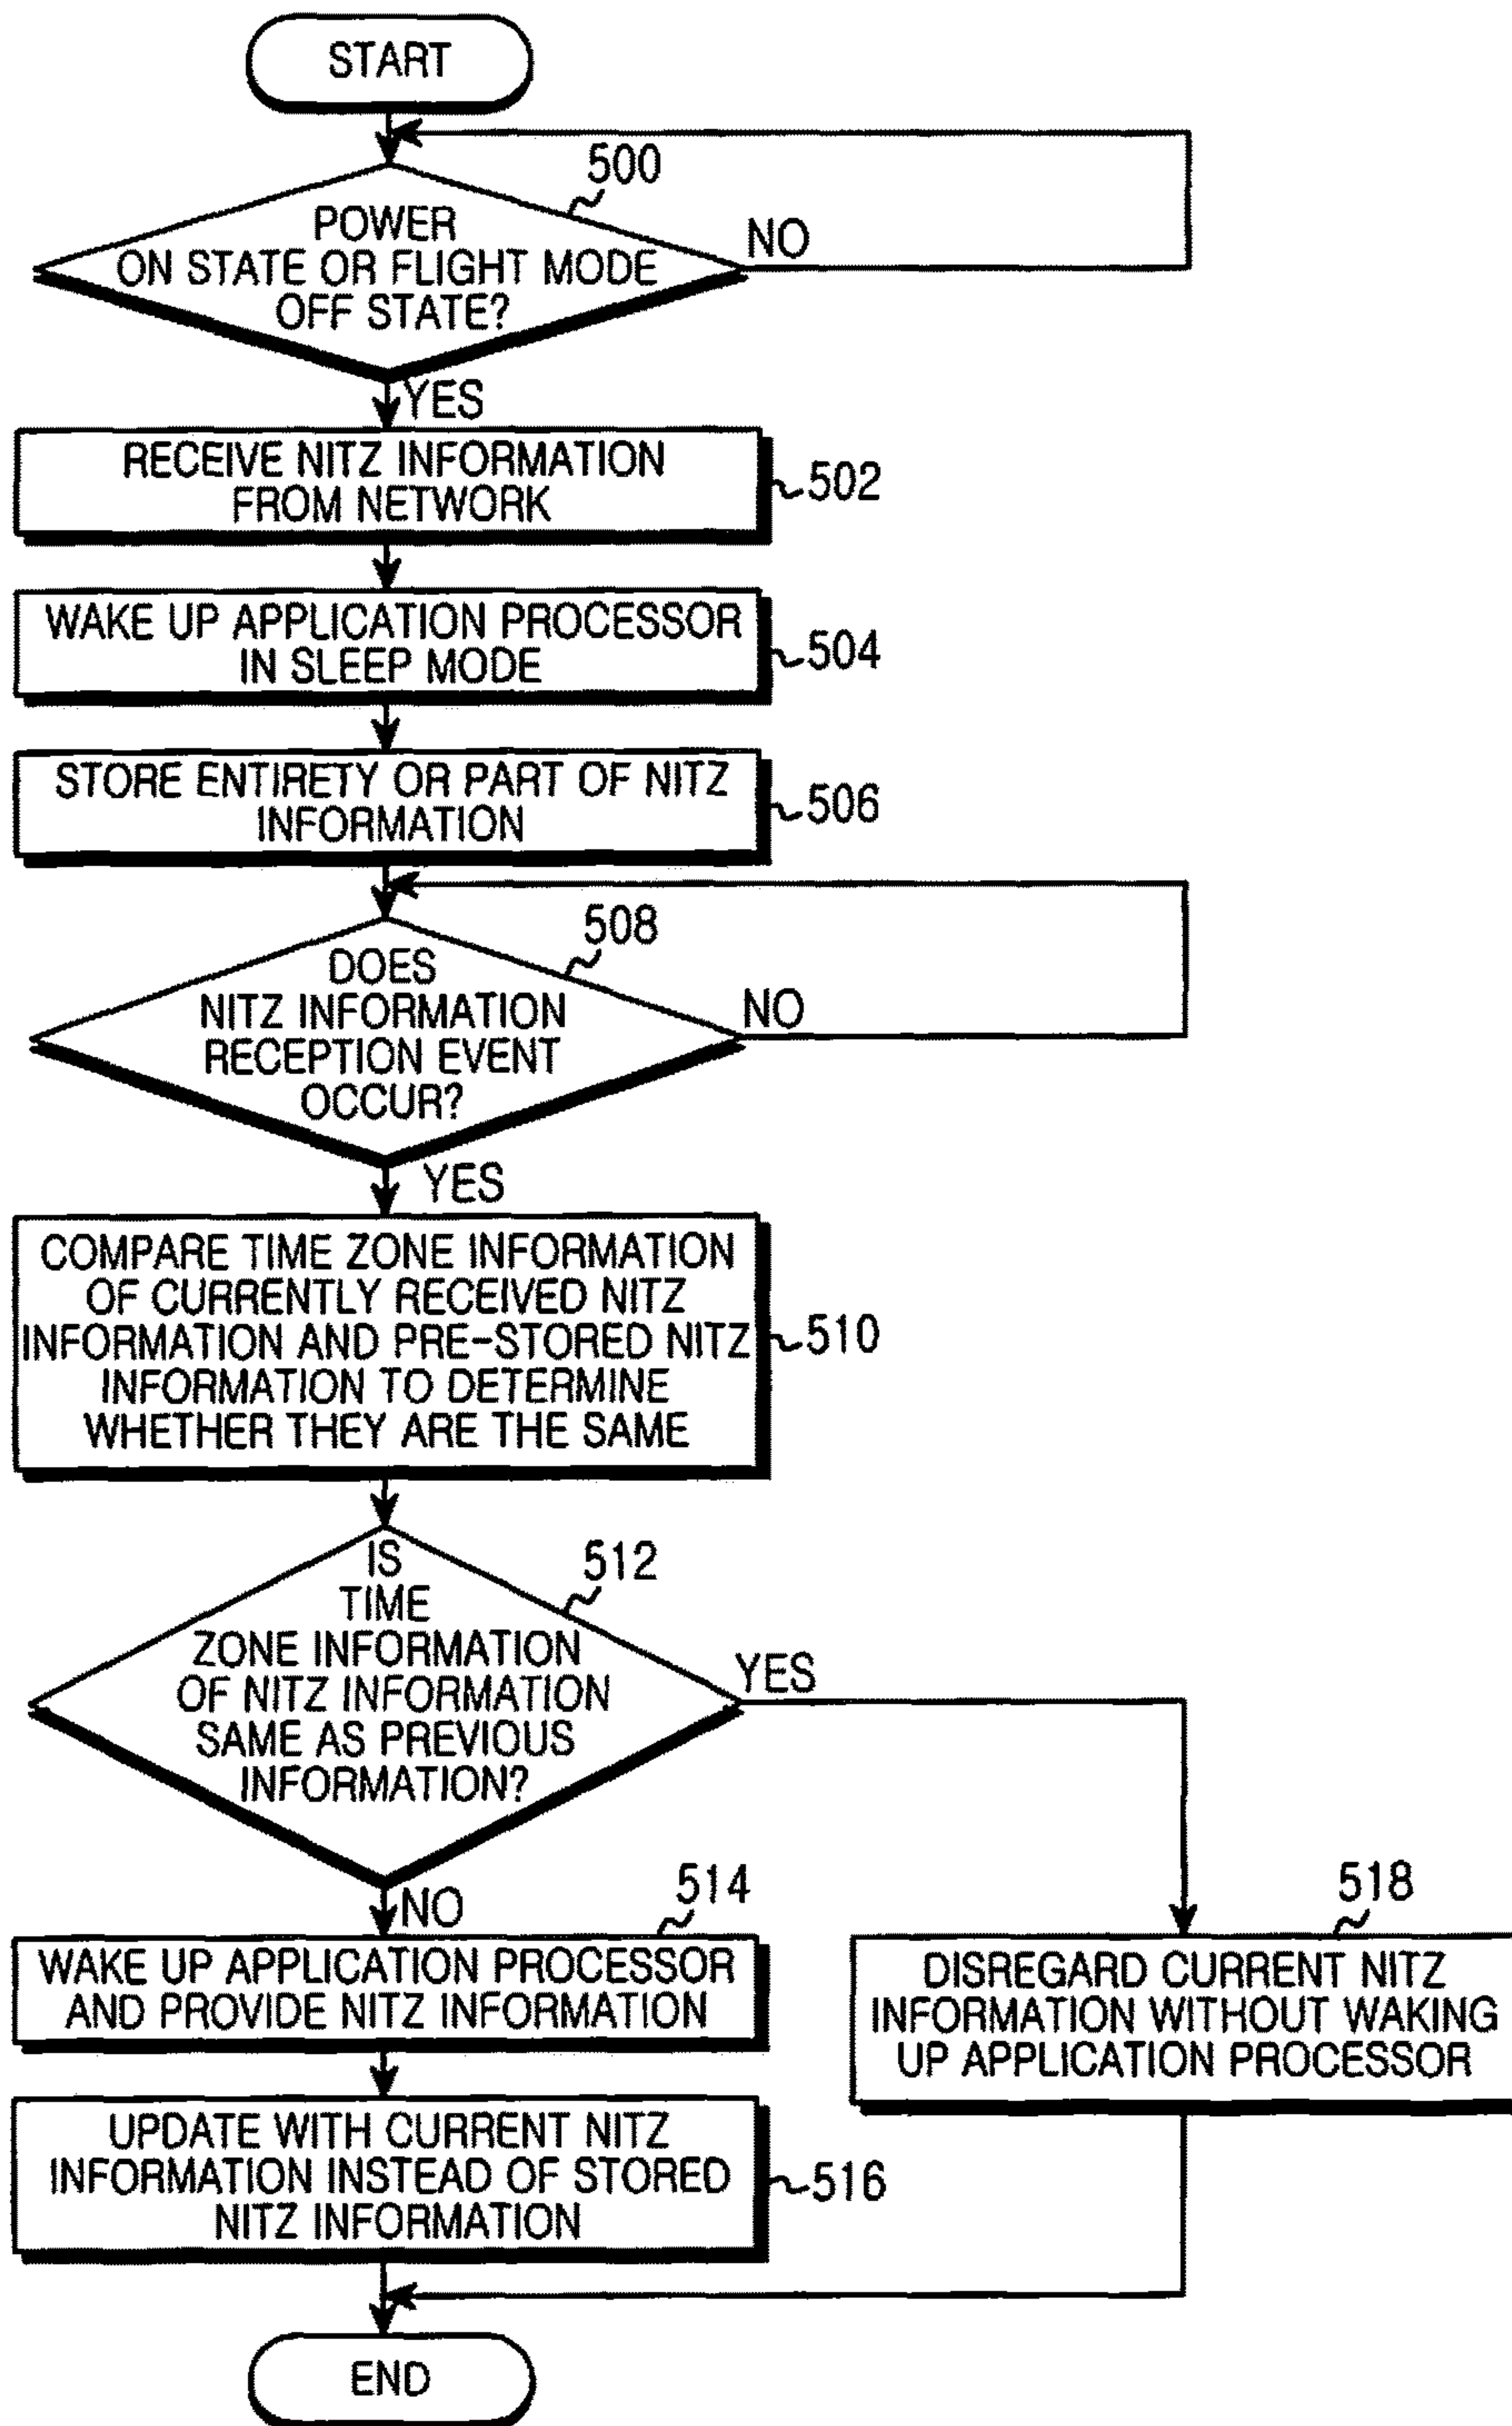 START
500
POWER
ON STATE OR FLIGHT MODE
OFF STATE?
NO
YES
RECEIVE NITZ INFORMATION
FROM NETWORK
502
WAKE UP APPLICATION PROCESSOR
IN SLEEP MODE
504
STORE ENTIRETY OR PART OF NITZ
INFORMATION
506
508
DOES
NITZ INFORMATION
RECEPTION EVENT
OCCUR?
NO
YES
COMPARE TIME ZONE INFORMATION
OF CURRENTLY RECEIVED NITZ
INFORMATION AND PRE-STORED NITZ
INFORMATION TO DETERMINE
WHETHER THEY ARE THE SAME
510
512
IS
TIME
ZONE INFORMATION
OF NITZ INFORMATION
SAME AS PREVIOUS
INFORMATION?
YES
NO
514
WAKE UP APPLICATION PROCESSOR
AND PROVIDE NITZ INFORMATION
518
DISREGARD CURRENT NITZ
INFORMATION WITHOUT WAKING
UP APPLICATION PROCESSOR
UPDATE WITH CURRENT NITZ
INFORMATION INSTEAD OF STORED
NITZ INFORMATION
516
END